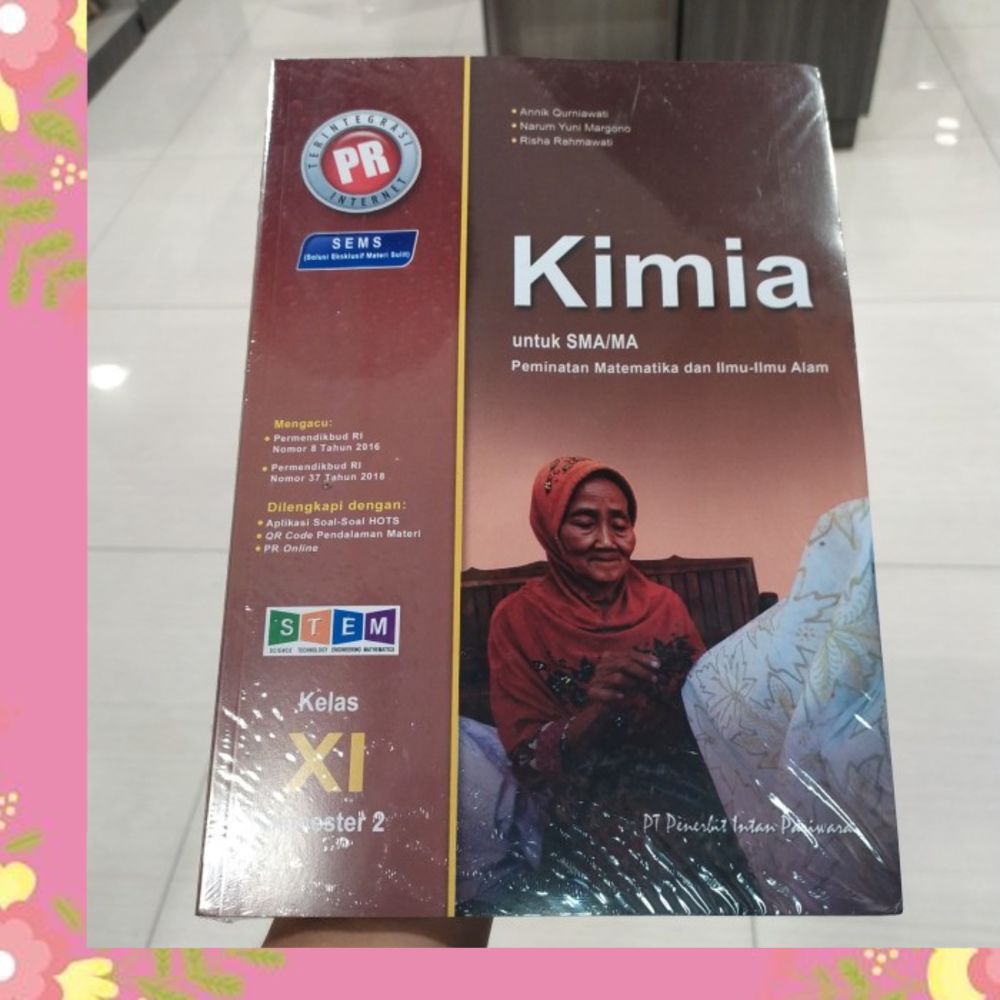 TERINTEGRASI
PR
INTERNET
SEMS
(Solusi Eksklusif Materi Sulit)
• Annik Qurniawati
• Narum Yuni Margono
• Risha Rahmawati
Kimia
untuk SMA/MA
Peminatan Matematika dan Ilmu-Ilmu Alam
Mengacu:
• Permendikbud RI
Nomor 8 Tahun 2016
• Permendikbud RI
Nomor 37 Tahun 2018
Dilengkapi dengan:
• Aplikasi Soal-Soal HOTS
• QR Code Pendalaman Materi
• PR Online
STEM
SCIENCE TECHNOLOGY ENGINEERING MATHEMATICS
Kelas
XI
Semester 2
PT Penerbit Intan Pariwara